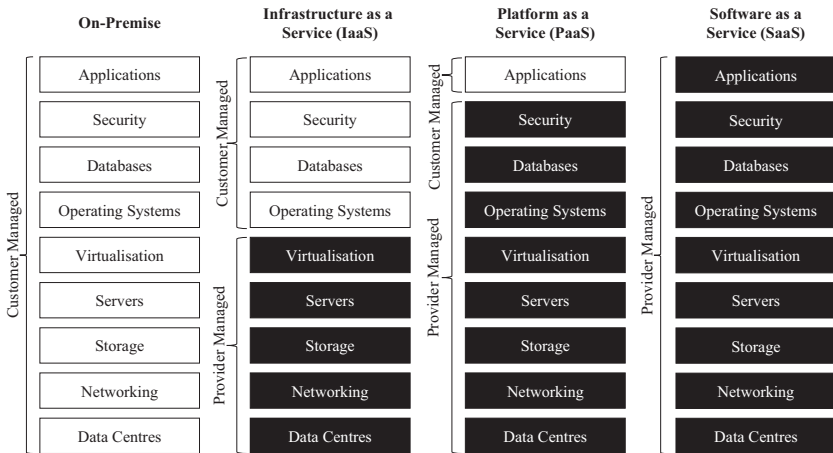 On-Premise
Customer Managed
Applications
Security
Databases
Operating Systems
Virtualisation
Servers
Storage
Networking
Data Centres
Infrastructure as a
Service (IaaS)
Customer Managed
Provider Managed
Applications
Security
Databases
Operating Systems
Virtualisation
Servers
Storage
Networking
Data Centres
Platform as a
Service (PaaS)
Customer Managed
Provider Managed
Applications
Security
Databases
Operating Systems
Virtualisation
Servers
Storage
Networking
Data Centres
Software as a
Service (SaaS)
Provider Managed
Applications
Security
Databases
Operating Systems
Virtualisation
Servers
Storage
Networking
Data Centres